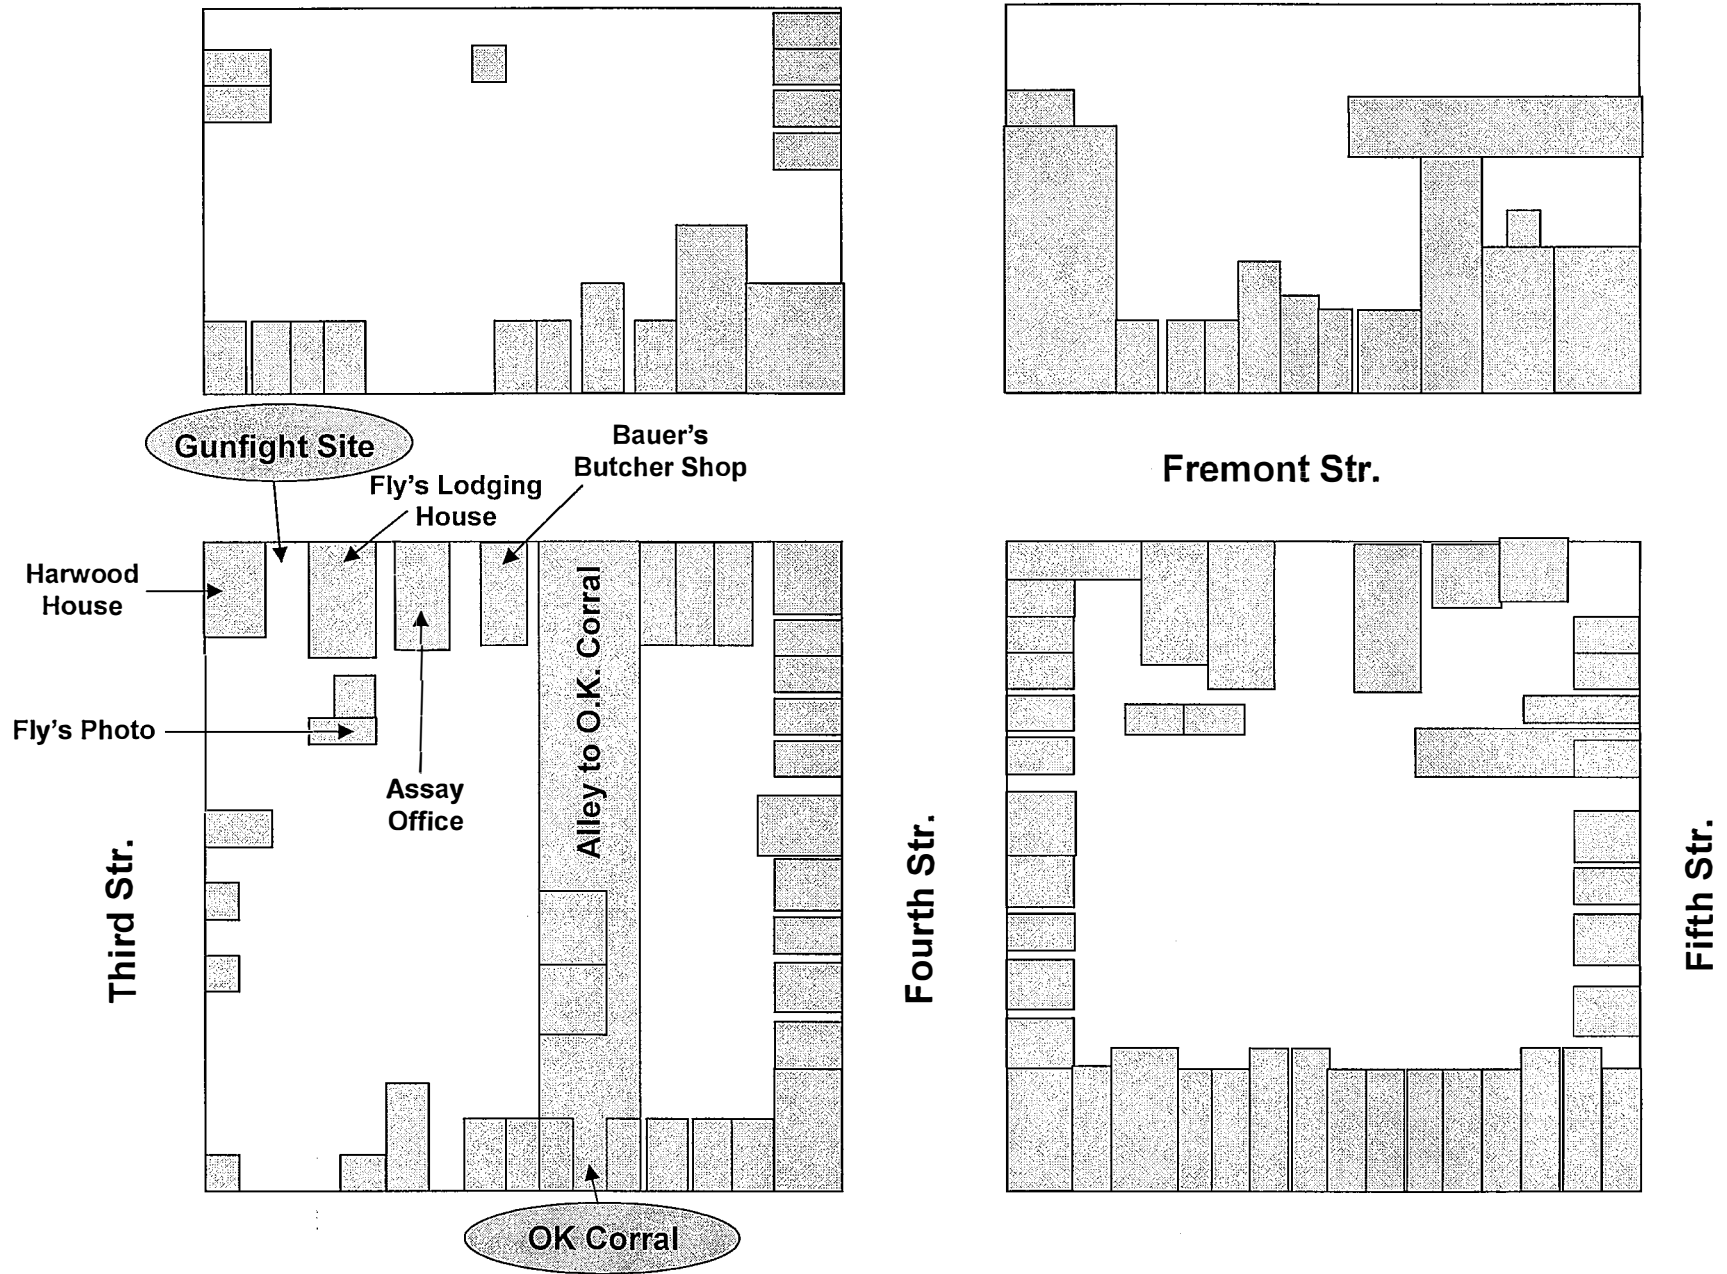 Gunfight Site
Bauer's
Butcher Shop
Fremont Str.
Fly's Lodging
House
Harwood
House
Fly's Photo
Assay
Office
Alley to O.K. Corral
Third Str.
Fourth Str.
Fifth Str.
OK Corral